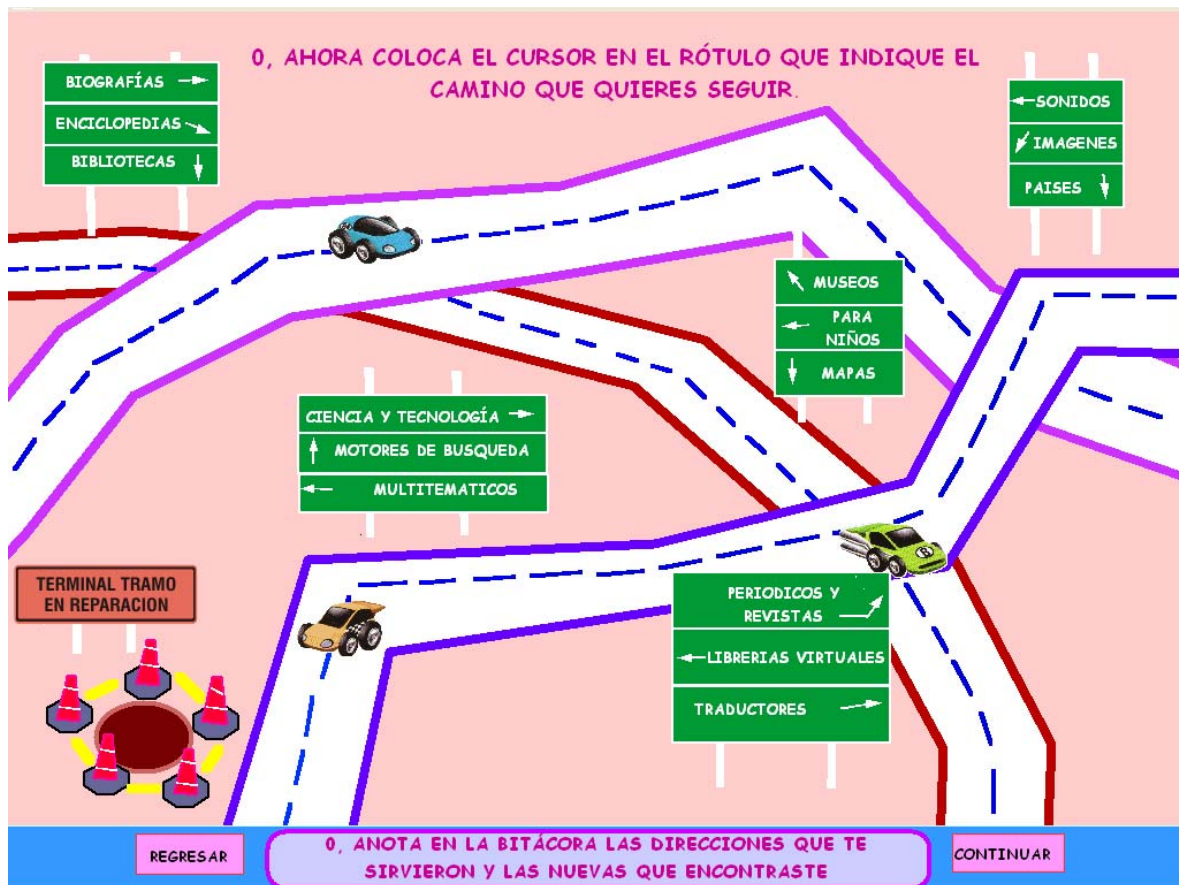 0, AHORA COLOCA EL CURSOR EN EL RÓTULO QUE INDIQUE EL
CAMINO QUE QUIERES SEGUIR.
BIOGRAFÍAS
ENCICLOPEDIAS
BIBLIOTECAS
SONIDOS
IMAGENES
PAISES
MUSEOS
PARA
NIÑOS
MAPAS
CIENCIA Y TECNOLOGÍA
MOTORES DE BUSQUEDA
MULTITEMATICOS
TERMINAL TRAMO
EN REPARACION
PERIODICOS Y
REVISTAS
LIBRERIAS VIRTUALES
TRADUCTORES
REGRESAR
0, ANOTA EN LA BITÁCORA LAS DIRECCIONES QUE TE
SIRVIERON Y LAS NUEVAS QUE ENCONTRASTE
CONTINUAR